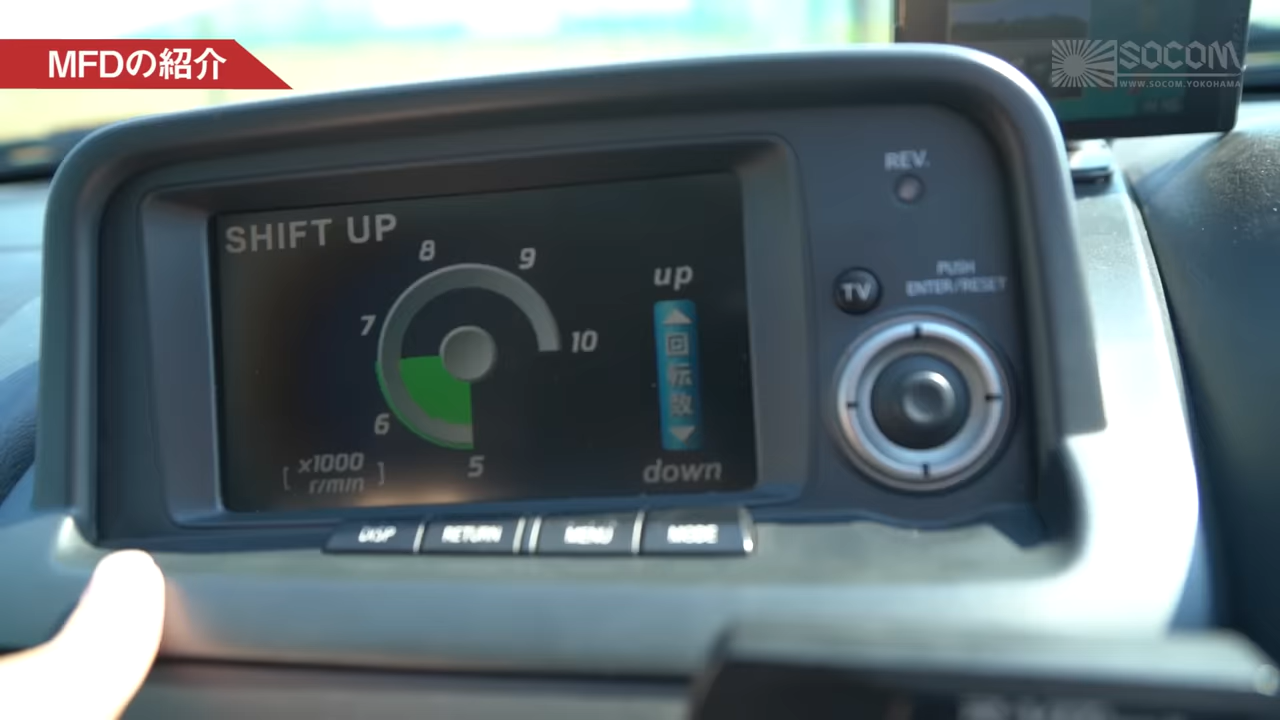 MFDの紹介
SOCOM
WWW.SOCOM.YOKOHAMA
REV.
SHIFT UP
8
9
up
7
10
回転数
6
5
x1000
r/min
down
TV
PUSH
ENTER/RESET
DISP
RETURN
MENU
MODE